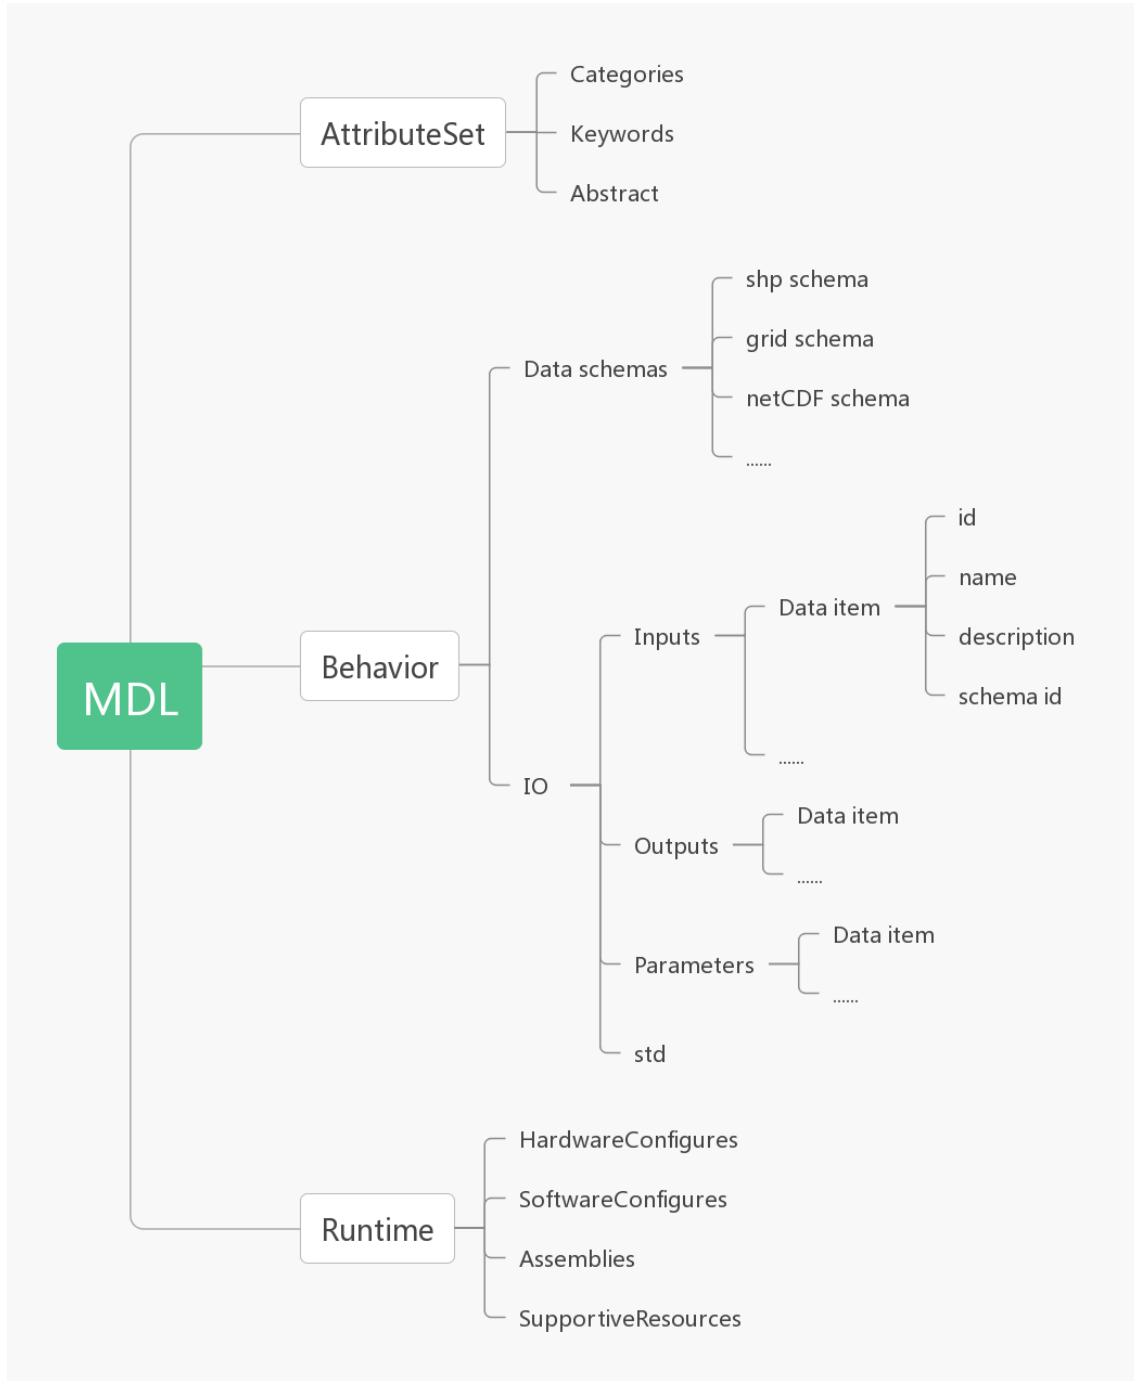 Categories
AttributeSet
Keywords
Abstract
shp schema
grid schema
Data schemas
netCDF schema
......
id
name
Data item
Inputs
description
schema id
......
Behavior
MDL
IO
Data item
Outputs
......
Data item
Parameters
......
std
HardwareConfigures
SoftwareConfigures
Runtime
Assemblies
SupportiveResources